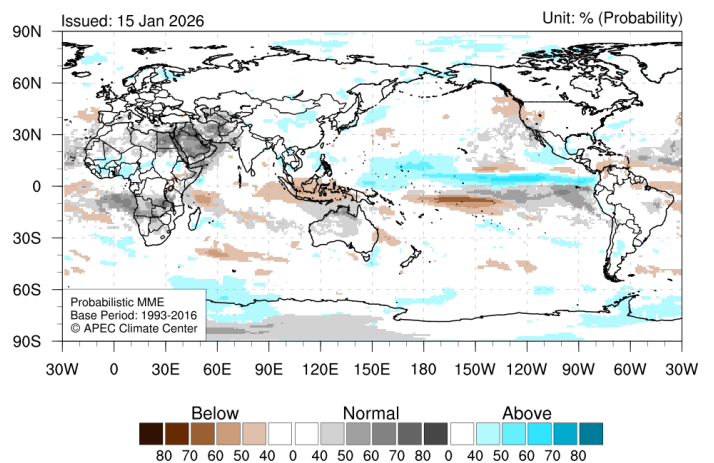 Issued: 15 Jan 2026
Unit: % (Probability)
90N
60N
30N
0
30S
60S
90S
Probabilistic MME
Base Period: 1993-2016
© APEC Climate Center
30W 0 30E 60E 90E 120E 150E 180 150W 120W 90W 60W 30W
Below Normal Above
80 70 60 50 40 0 40 50 60 70 80 0 40 50 60 70 80